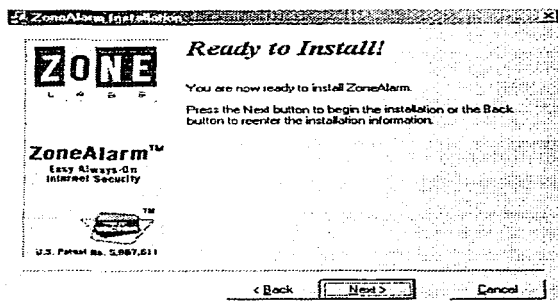 ZoneAlarm Installation
ZONE
LABS
Ready to Install!
You are now ready to install ZoneAlarm.
Press the Next button to begin the installation or the Back
button to reenter the installation information.
ZoneAlarm™
Easy Always-On
Internet Security
TM
U.S. Patent No. 5,987,611
< Back
Next >
Cancel